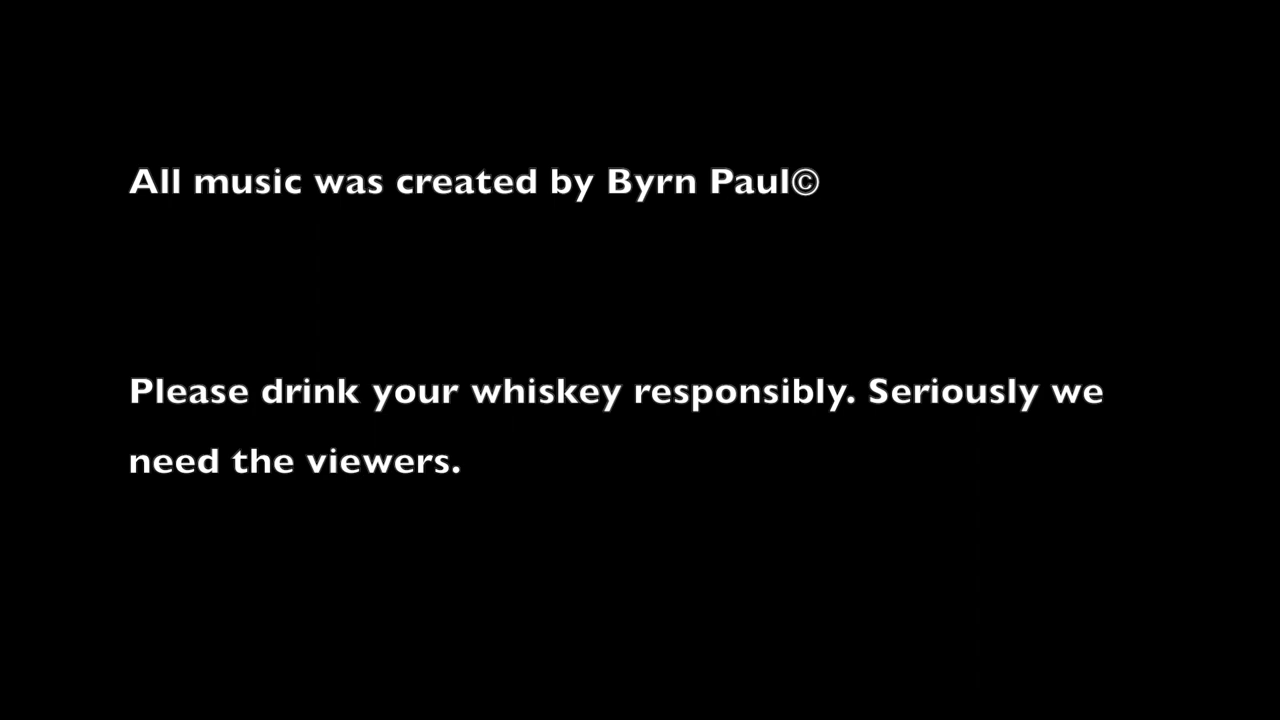 All music was created by Byrn Paul©
Please drink your whiskey responsibly. Seriously we
need the viewers.